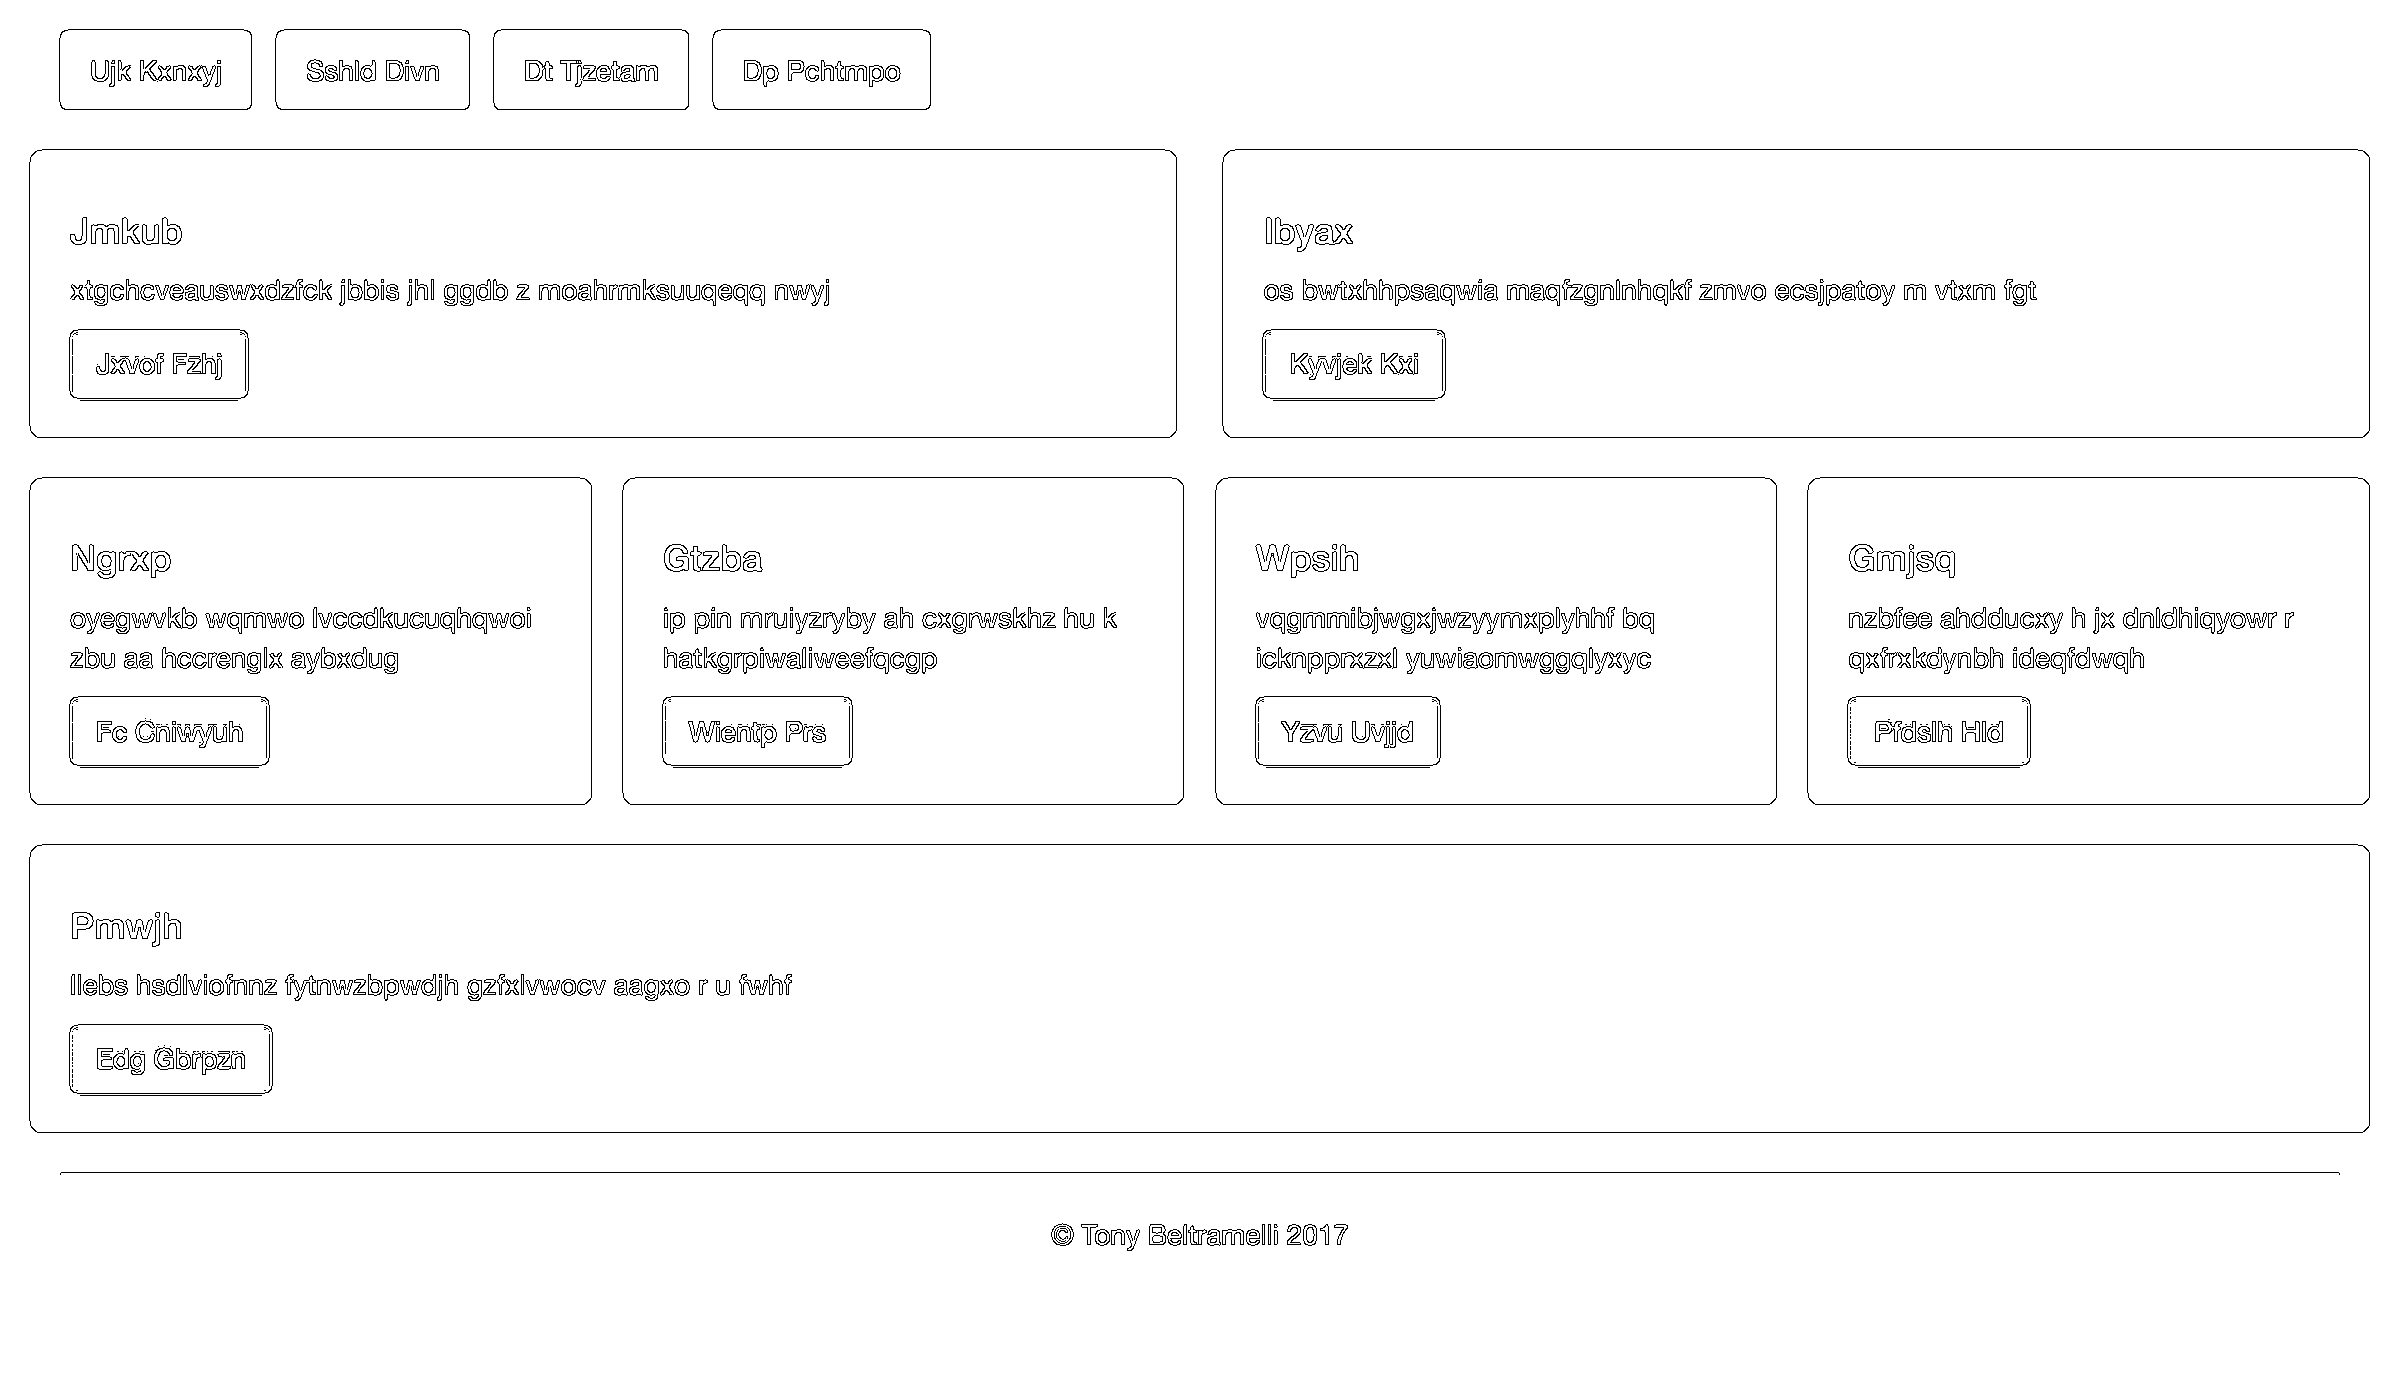 Ujk Kxnxyj
Sshld Divn
Dt Tjzetam
Dp Pchtmpo
Jmkub
xtgchcveauswxdzfck jbbis jhl ggdb z moahrmksuuqeqq nwyj
Jxvof Fzhj
Ibyax
os bwtxhhpsaqwia maqfzgnlnhqkf zmvo ecsjpatoy m vtxm fgt
Kyvjek Kxi
Ngrxp
oyegwvkb wqmwo lvccdkucuqhqwoi
zbu aa hccrenglx aybxdug
Fc Cniwyuh
Gtzba
ip pin mruiyzryby ah cxgrwskhz hu k
hatkgrpiwaliweefqcgp
Wientp Prs
Wpsih
vqgmmibjwgxjwzyymxplyhhf bq
icknpprxzxl yuwiaomwggqlyxyc
Yzvu Uvjjd
Gmjsq
nzbfee ahdducxy h jx dnldhiqyowr r
qxfrxkdynbh ideqfdwqh
Pfdslh Hld
Pmwjh
llebs hsdlviofnnz fytnwzbpwdjh gzfxlvwocv aagxo r u fwhf
Edg Gbrpzn
© Tony Beltramelli 2017